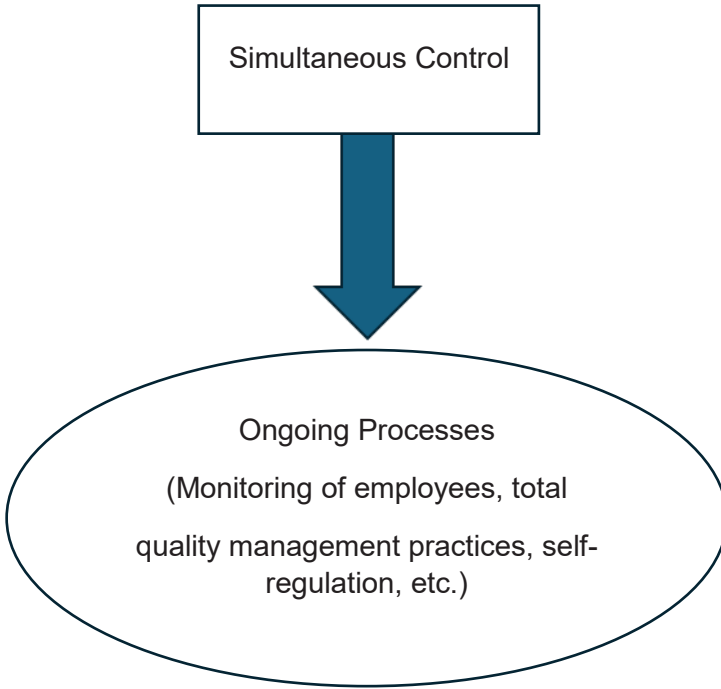 Simultaneous Control
Ongoing Processes
(Monitoring of employees, total
quality management practices, self-
regulation, etc.)